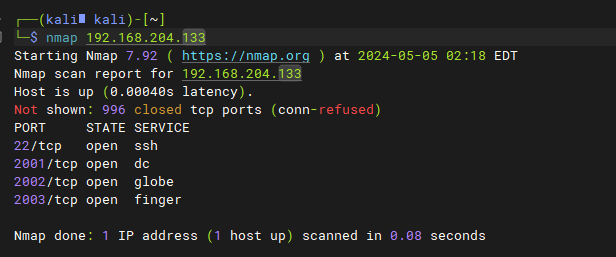 ┌──(kali㉿kali)-[~]
└─$ nmap 192.168.204.133
Starting Nmap 7.92 ( https://nmap.org ) at 2024-05-05 02:18 EDT
Nmap scan report for 192.168.204.133
Host is up (0.00040s latency).
Not shown: 996 closed tcp ports (conn-refused)
PORT     STATE SERVICE
22/tcp   open  ssh
2001/tcp open  dc
2002/tcp open  globe
2003/tcp open  finger
Nmap done: 1 IP address (1 host up) scanned in 0.08 seconds